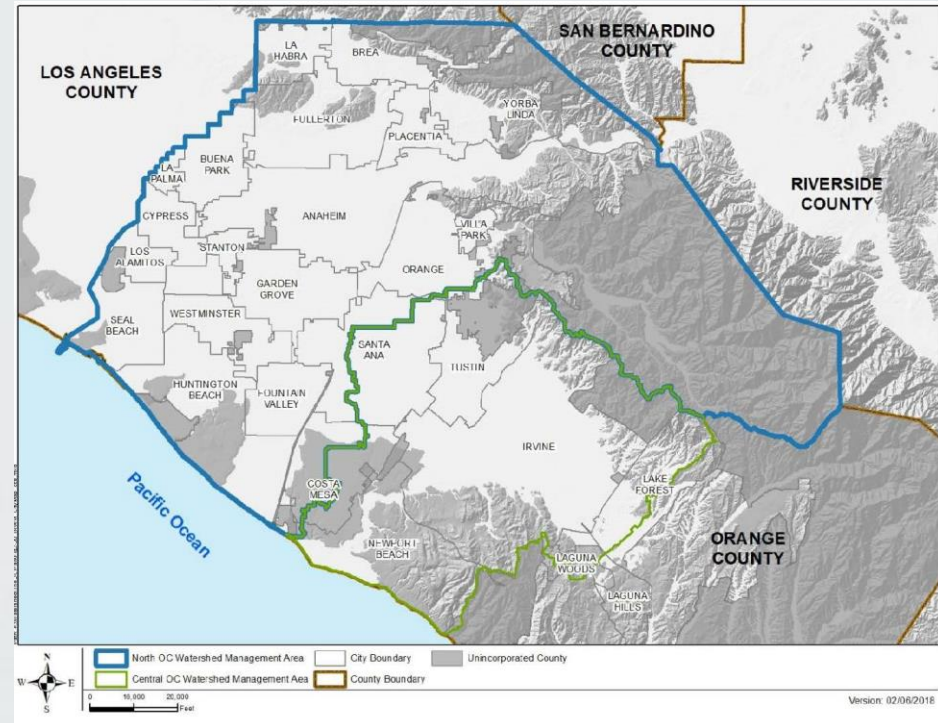 SAN BERNARDINO
COUNTY
LOS ANGELES
COUNTY
LA
HABRA
BREA
FULLERTON
YORBA
LINDA
PLACENTIA
BUENA
PARK
LA
PALMA
RIVERSIDE
COUNTY
CYPRESS
ANAHEIM
VILLA
PARK
STANTON
LOS
ALAMITOS
ORANGE
GARDEN
GROVE
WESTMINSTER
SEAL
BEACH
SANTA
ANA
TUSTIN
HUNTINGTON
BEACH
FOUNTAIN
VALLEY
IRVINE
COSTA
MESA
LAKE
FOREST
Pacific Ocean
NEWPORT
BEACH
ORANGE
COUNTY
LAGUNA
WOODS
LAGUNA
HILLS
N
W E
S
North OC Watershed Management Area
City Boundary
Unincorporated County
Central OC Watershed Management Aea
County Boundary
0 10,000 20,000
Feet
Version: 02/06/2018